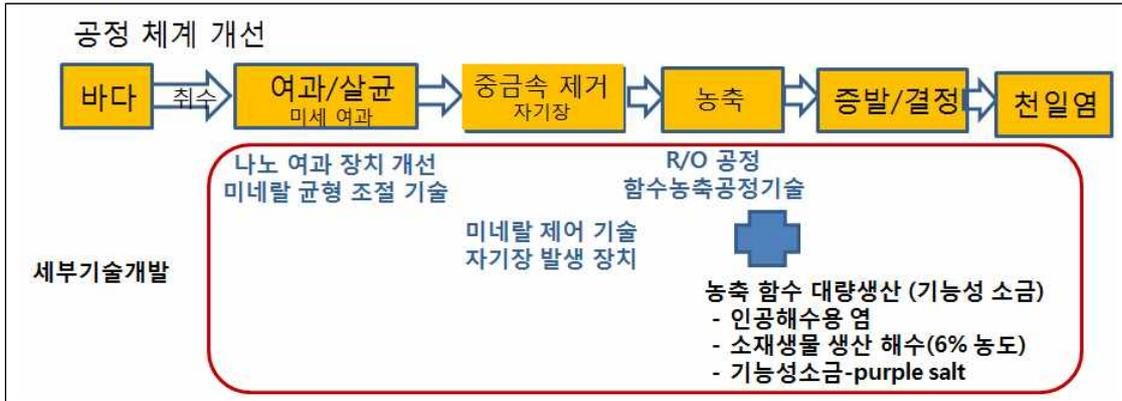 공정 체계 개선
바다
취수
여과/살균
미세 여과
중금속 제거
자기장
농축
증발/결정
천일염
나노 여과 장치 개선
미네랄 균형 조절 기술
R/O 공정
함수농축공정기술
미네랄 제어 기술
자기장 발생 장치
세부기술개발
농축 함수 대량생산 (기능성 소금)
- 인공해수용 염
- 소재생물 생산 해수(6% 농도)
- 기능성소금-purple salt